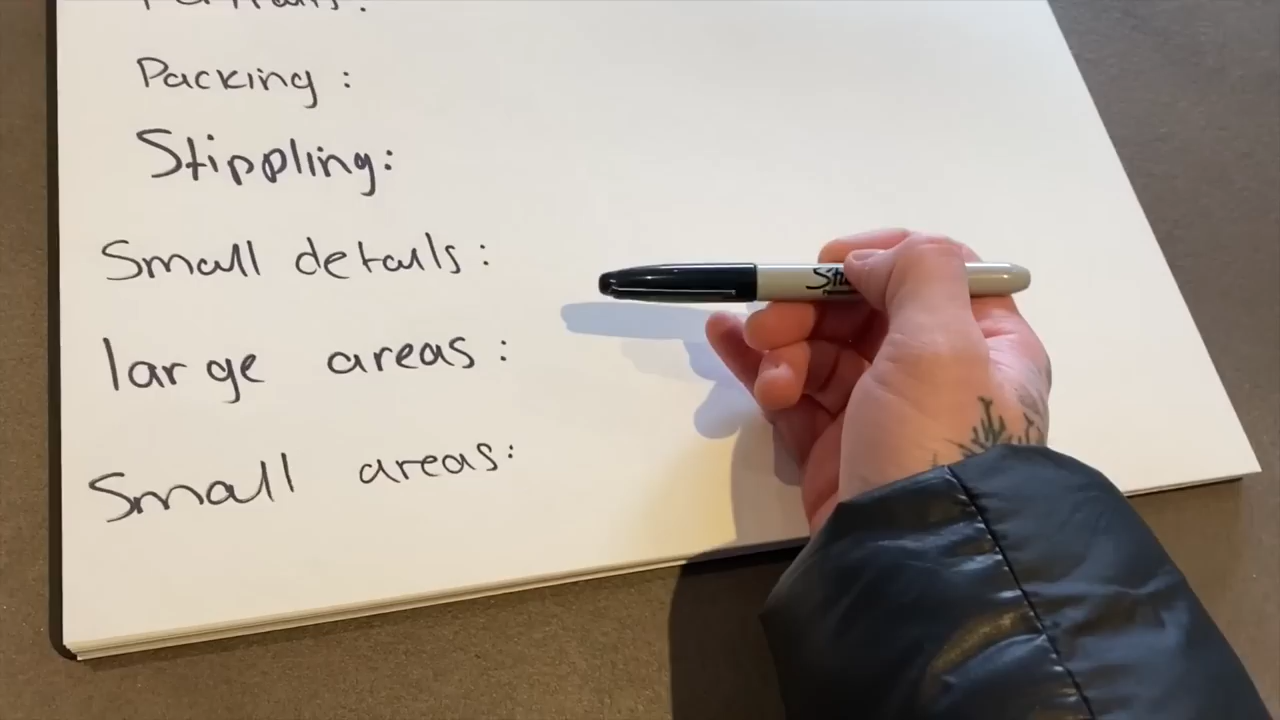 Packing :
Stippling:
Small details :
large areas :
Small areas: